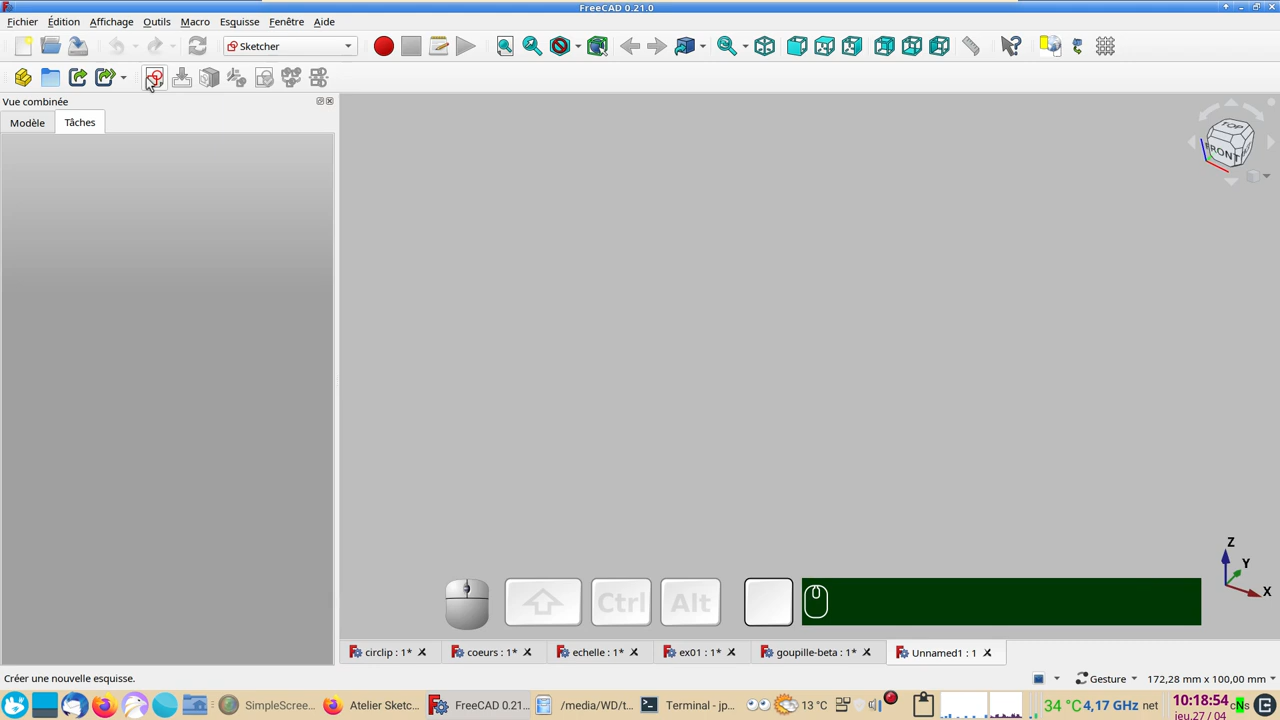 FreeCAD 0.21.0
Fichier Édition Affichage Outils Macro Esquisse Fenêtre Aide
Sketcher
Vue combinée
Modèle Tâches
TOP
FRONT
Z
Y
X
Ctrl Alt
circlip : 1* coeurs : 1* echelle : 1* ex01 : 1* goupille-beta : 1* Unnamed1 : 1
Créer une nouvelle esquisse. Gesture 172,28 mm x 100,00 mm
SimpleScree... Atelier Sketc... FreeCAD 0.21... /media/WD/t... Terminal - jp... 13 °C 34 °C 4,17 GHz net 10:18:54 cNs
jeu.27 / 04